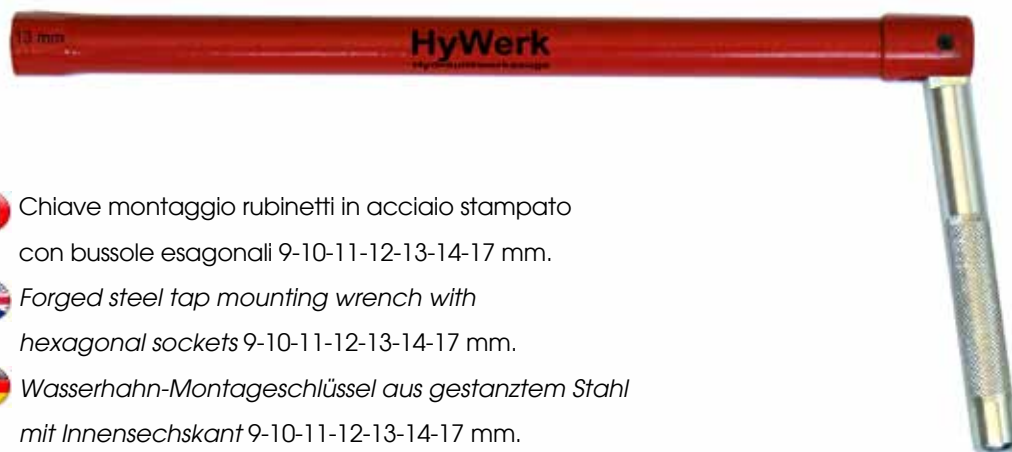 13 mm
HyWerk
Hydraulikwerkzeuge
Chiave montaggio rubinetti in acciaio stampato
con bussole esagonali 9-10-11-12-13-14-17 mm.
Forged steel tap mounting wrench with
hexagonal sockets 9-10-11-12-13-14-17 mm.
Wasserhahn-Montageschlüssel aus gestanztem Stahl
mit Innensechskant 9-10-11-12-13-14-17 mm.